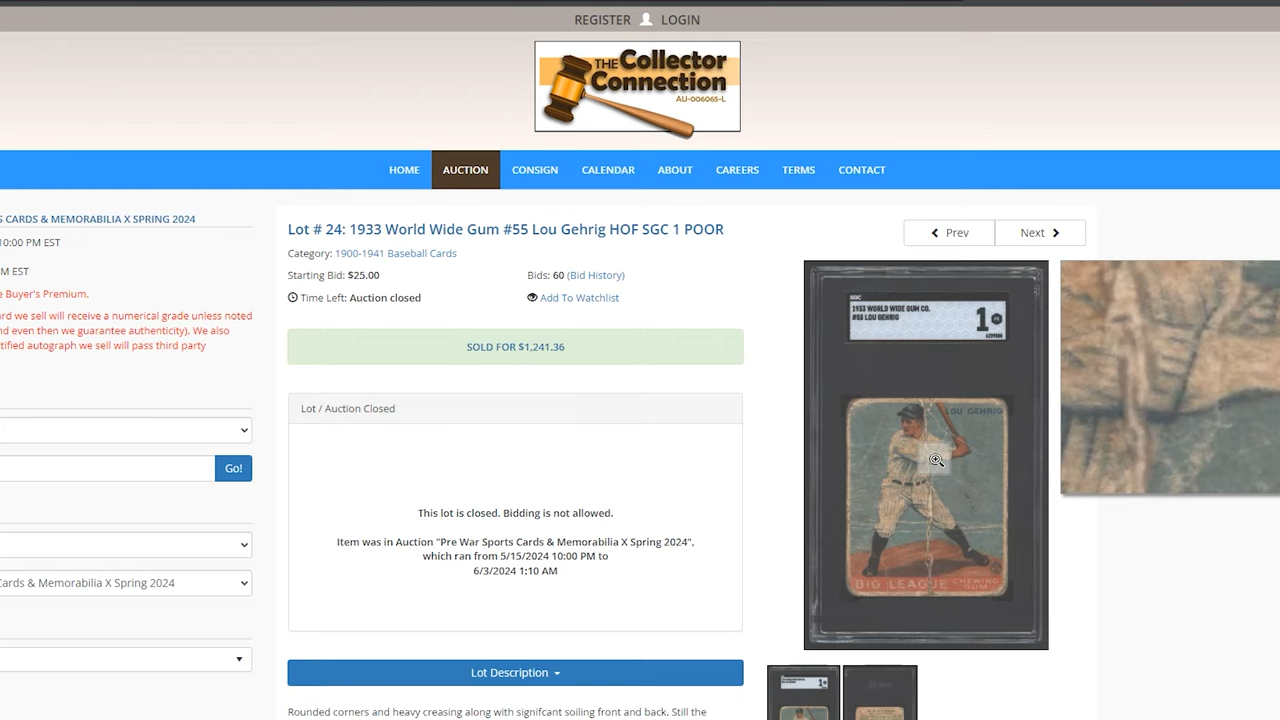 REGISTER LOGIN
THE Collector
Connection
AU-006065-L
HOME AUCTION CONSIGN CALENDAR ABOUT CAREERS TERMS CONTACT
S CARDS & MEMORABILIA X SPRING 2024
10:00 PM EST
M EST
e Buyer's Premium.
ard we sell will receive a numerical grade unless noted
nd even then we guarantee authenticity). We also
rtified autograph we sell will pass third party
Go!
Cards & Memorabilia X Spring 2024
Lot # 24: 1933 World Wide Gum #55 Lou Gehrig HOF SGC 1 POOR
Category: 1900-1941 Baseball Cards
Starting Bid: $25.00 Bids: 60 (Bid History)
Time Left: Auction closed Add To Watchlist
SOLD FOR $1,241.36
Lot / Auction Closed
This lot is closed. Bidding is not allowed.
Item was in Auction "Pre War Sports Cards & Memorabilia X Spring 2024",
which ran from 5/15/2024 10:00 PM to
6/3/2024 1:10 AM
Lot Description
Rounded corners and heavy creasing along with signifcant soiling front and back. Still the
Prev Next
SGC
1933 WORLD WIDE GUM CO.
#55 LOU GEHRIG
1
LOU GEHRIG
BIG LEAGUE CHEWING GUM
1